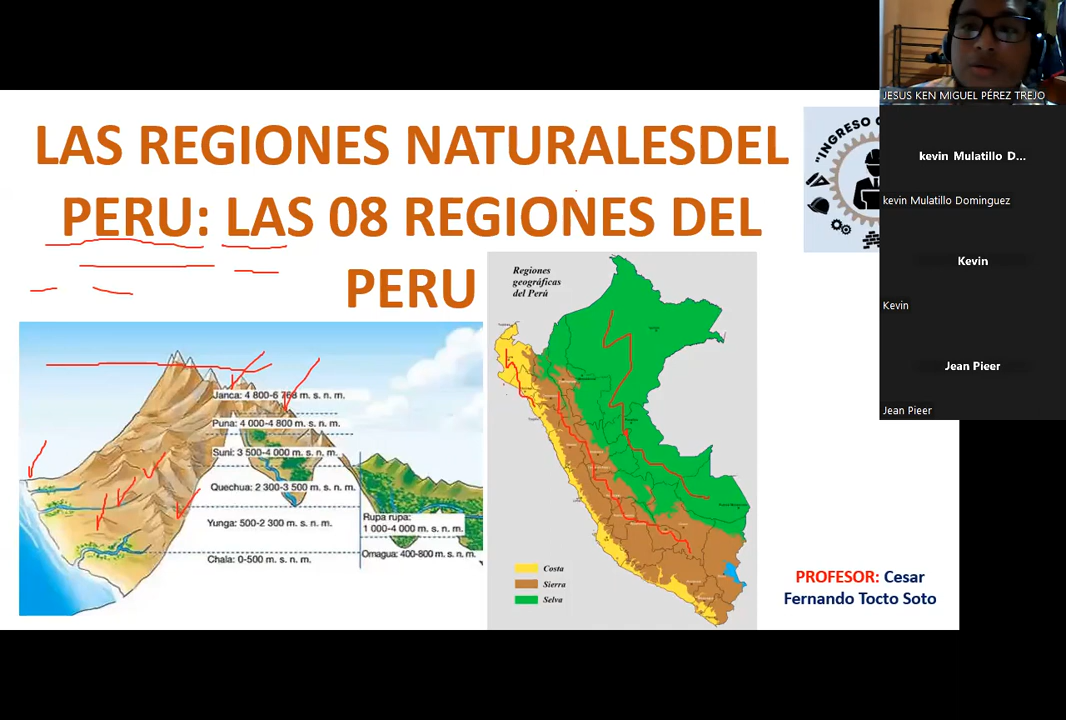 LAS REGIONES NATURALESDEL
PERU: LAS 08 REGIONES DEL
PERU
"INGRESO
Janca: 4 800-6 768 m. s. n. m.
Puna: 4 000-4 800 m. s. n. m.
Suni: 3 500-4 000 m. s. n. m.
Quechua: 2 300-3 500 m. s. n. m.
Yunga: 500-2 300 m. s. n. m.
Chala: 0-500 m. s. n. m.
Rupa rupa:
1 000-4 000 m. s. n. m.
Omagua: 400-800 m. s. n. m.
Regiones
geográficas
del Perú
Costa
Sierra
Selva
PROFESOR: Cesar
Fernando Tocto Soto
JESUS KEN MIGUEL PÉREZ TREJO
kevin Mulatillo D...
kevin Mulatillo Dominguez
Kevin
Kevin
Jean Pieer
Jean Pieer